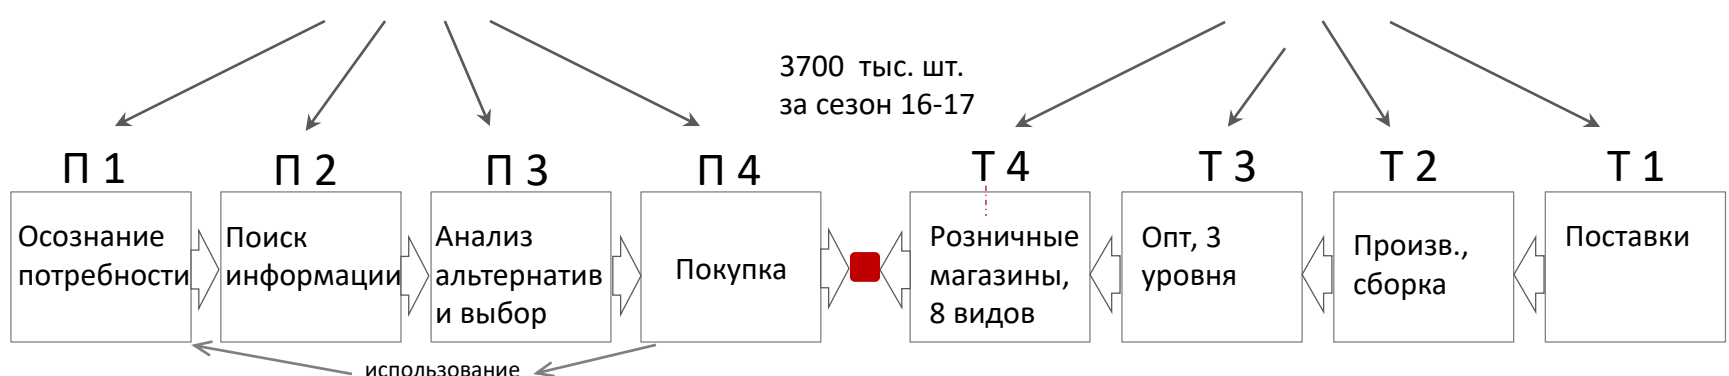 3700 тыс. шт.
за сезон 16-17
П 1
П 2
П 3
П 4
Т 4
Т 3
Т 2
Т 1
Осознание
потребности
Поиск
информации
Анализ
альтернатив
и выбор
Покупка
Розничные
магазины,
8 видов
Опт, 3
уровня
Произв.,
сборка
Поставки
использование